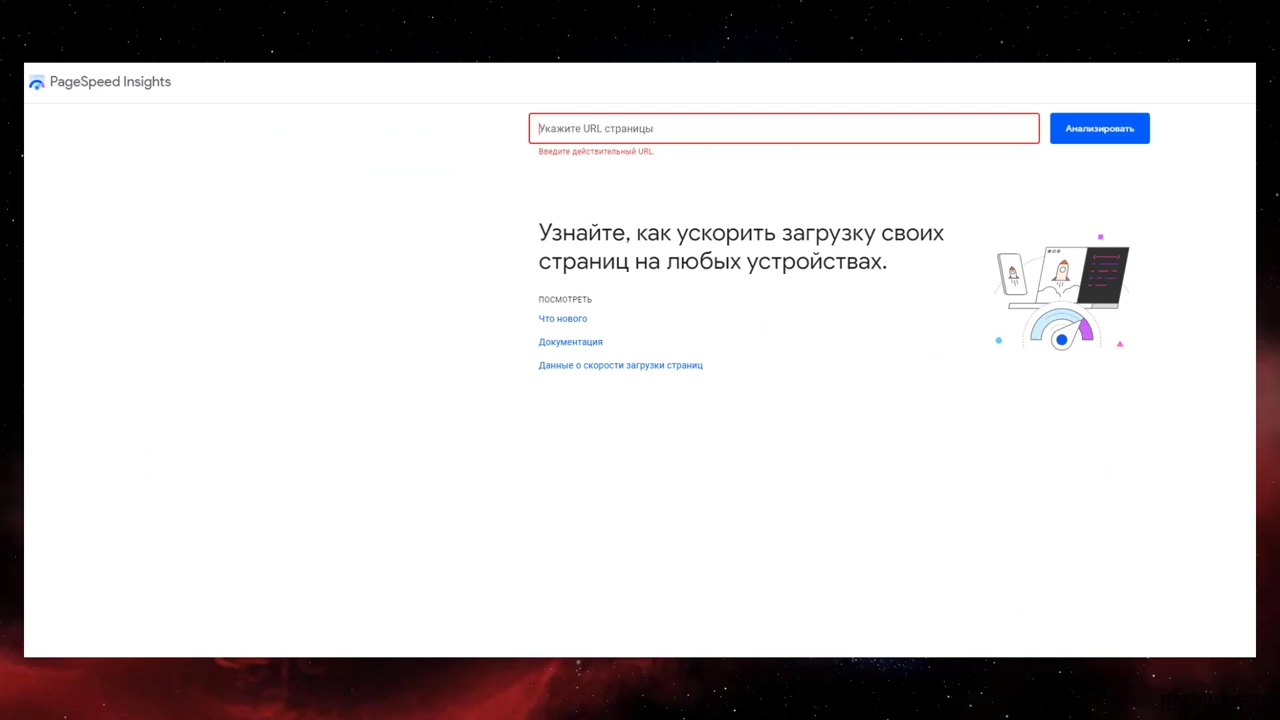 PageSpeed Insights
Укажите URL страницы
Анализировать
Введите действительный URL.
Узнайте, как ускорить загрузку своих
страниц на любых устройствах.
ПОСМОТРЕТЬ
Что нового
Документация
Данные о скорости загрузки страниц